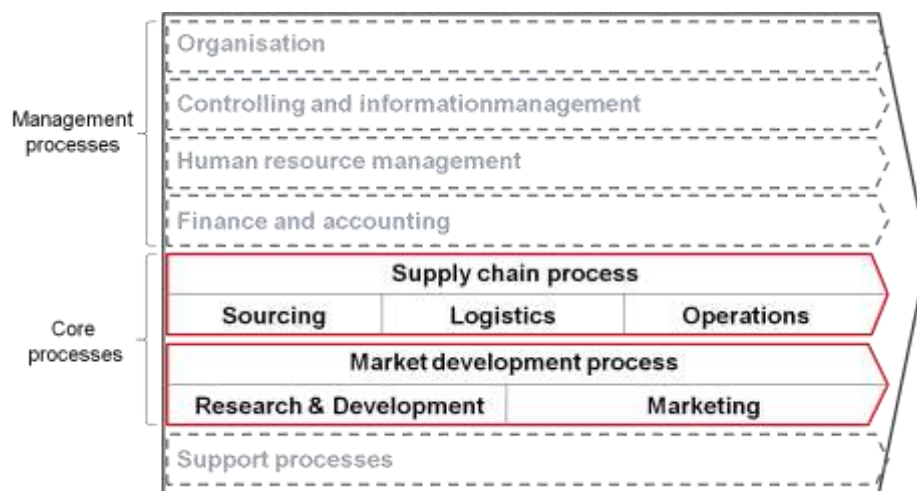 Organisation
Controlling and informationmanagement
Management
processes
Human resource management
Finance and accounting
Supply chain process
Sourcing Logistics Operations
Core
processes
Market development process
Research & Development Marketing
Support processes